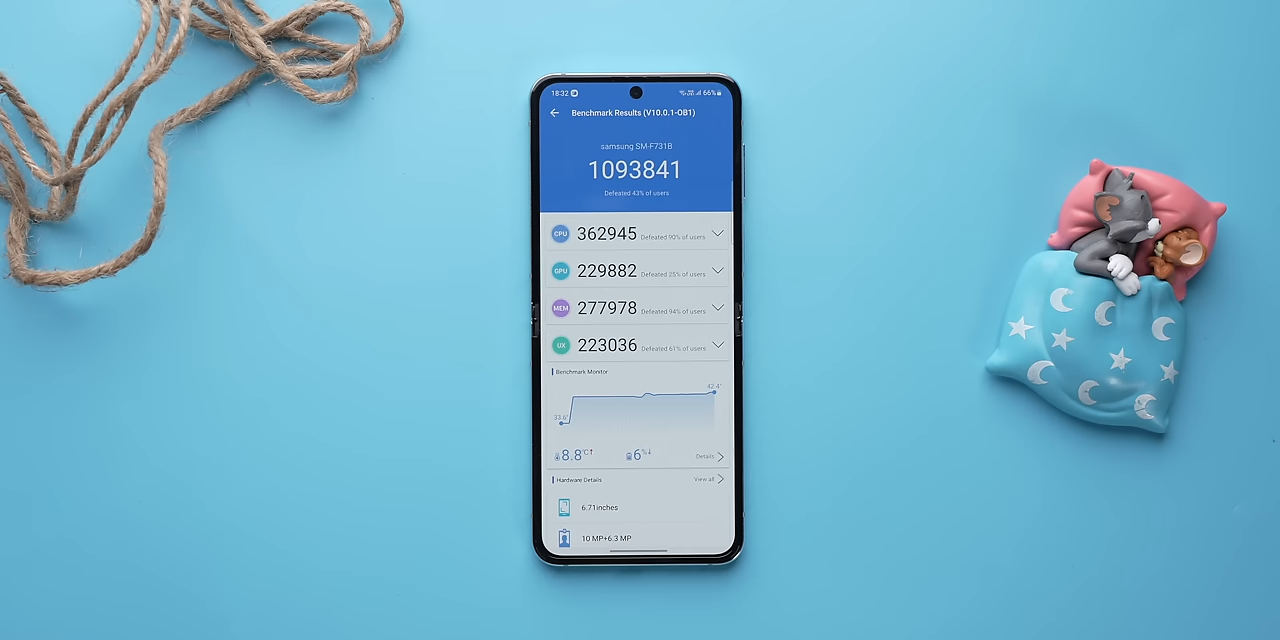 18:32 66%
Benchmark Results (V10.0.1-OB1)
samsung SM-F731B
1093841
Defeated 43% of users
CPU 362945 Defeated 90% of users
GPU 229882 Defeated 25% of users
MEM 277978 Defeated 94% of users
UX 223036 Defeated 61% of users
Benchmark Monitor
42.4°
33.6°
8.8°C↑ 6%↓ Details
Hardware Details View all
6.71inches
10 MP+6.3 MP